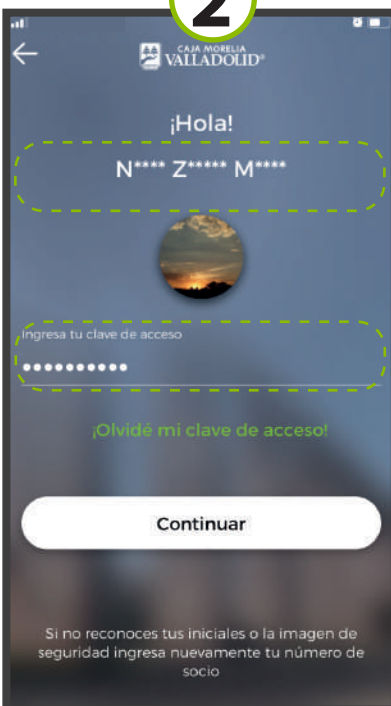 2
CAJA MORELIA
VALLADOLID®
¡Hola!
N**** Z***** M****
Ingresa tu clave de acceso
••••••••••
¡Olvidé mi clave de acceso!
Continuar
Si no reconoces tus iniciales o la imagen de
seguridad ingresa nuevamente tu número de
socio